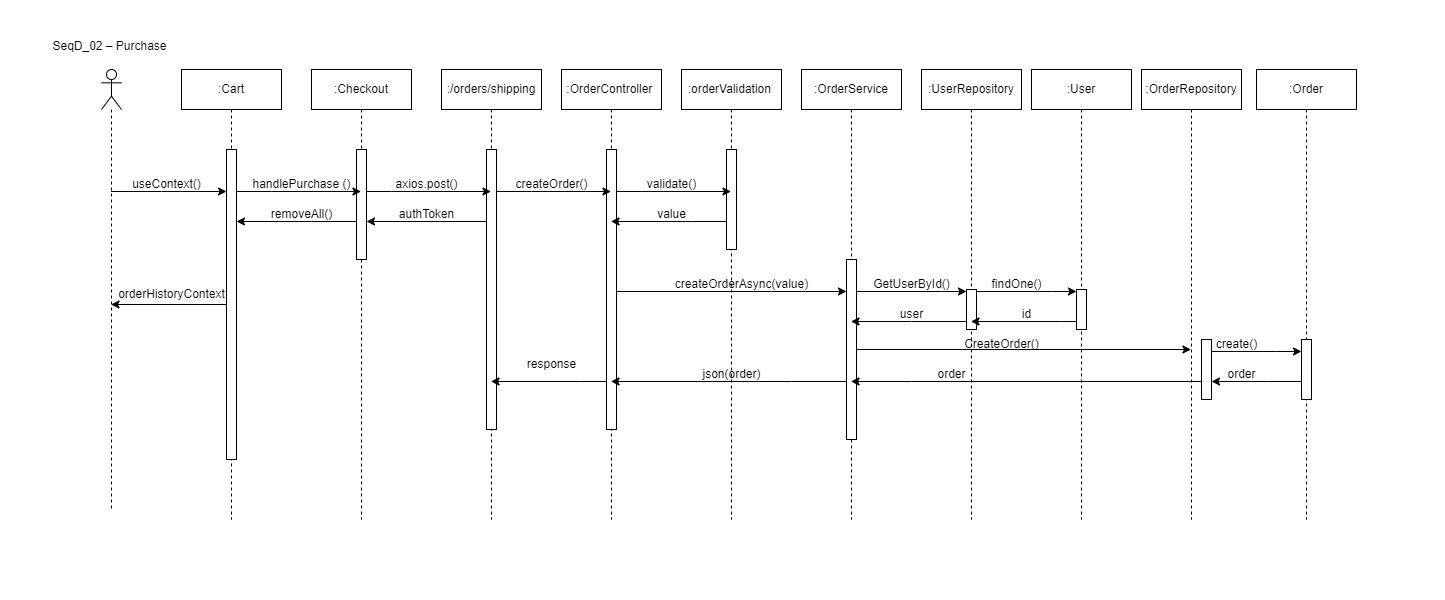 SeqD_02 – Purchase
:Cart
:Checkout
:/orders/shipping
:OrderController
:orderValidation
:OrderService
:UserRepository
:User
:OrderRepository
:Order
useContext()
handlePurchase ()
axios.post()
createOrder()
validate()
removeAll()
authToken
value
createOrderAsync(value)
GetUserById()
findOne()
orderHistoryContext
user
id
CreateOrder()
create()
response
json(order)
order
order